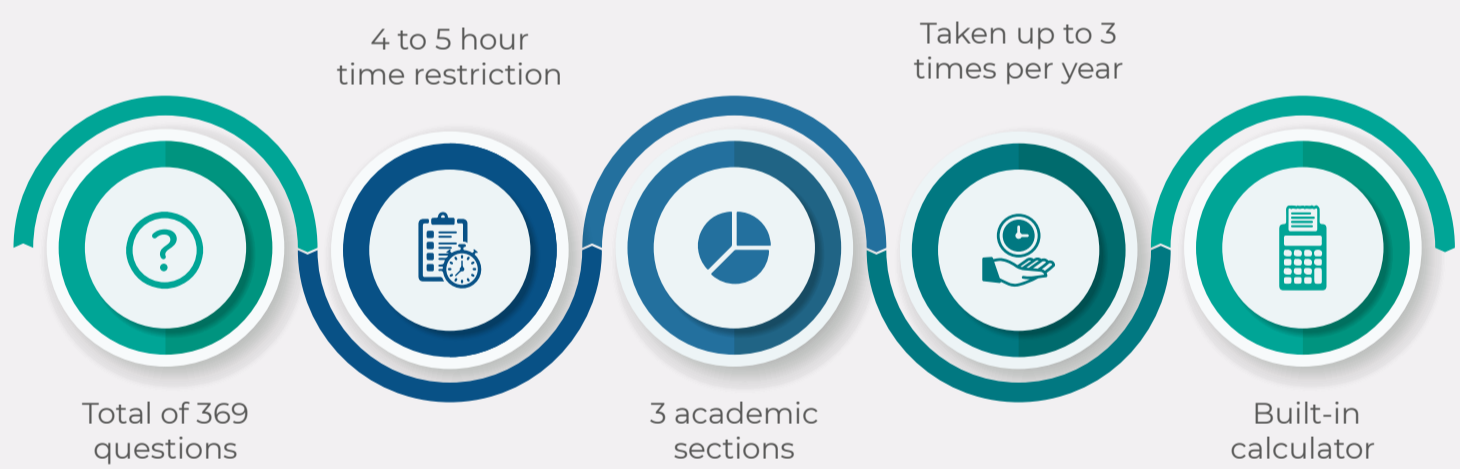 Total of 369
questions
4 to 5 hour
time restriction
3 academic
sections
Taken up to 3
times per year
Built-in
calculator